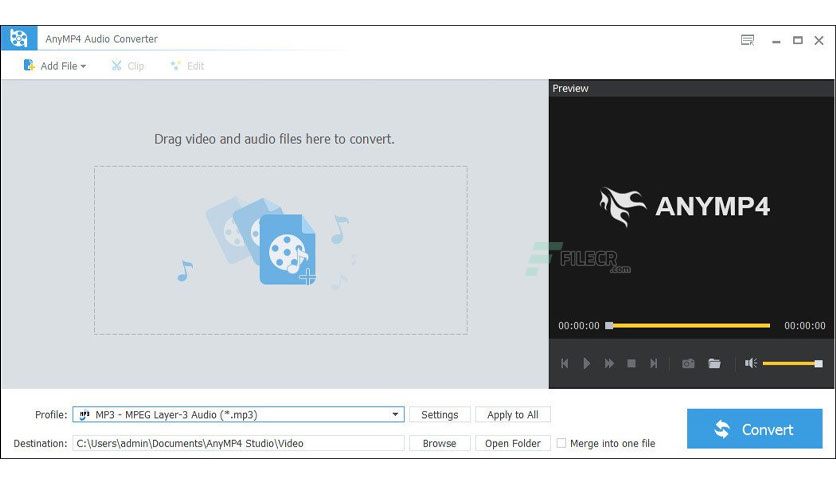 AnyMP4 Audio Converter
Add File Clip Edit
Preview
Drag video and audio files here to convert.
ANYMP4
FILECR
.com
00:00:00 00:00:00
Profile: MP3 MP3 - MPEG Layer-3 Audio (*.mp3) Settings Apply to All
Convert
Destination: C:\Users\admin\Documents\AnyMP4 Studio\Video Browse Open Folder Merge into one file